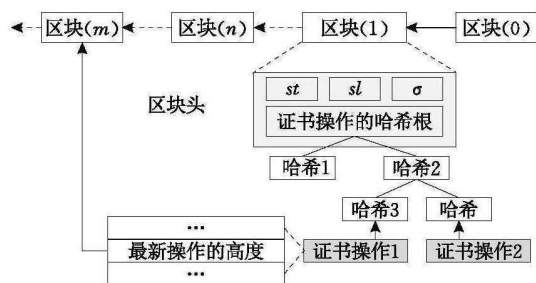 区块(m) 区块(n) 区块(1) 区块(0)
区块头
st sl σ
证书操作的哈希根
哈希1 哈希2
哈希3 哈希
...
最新操作的高度
...
证书操作1 证书操作2